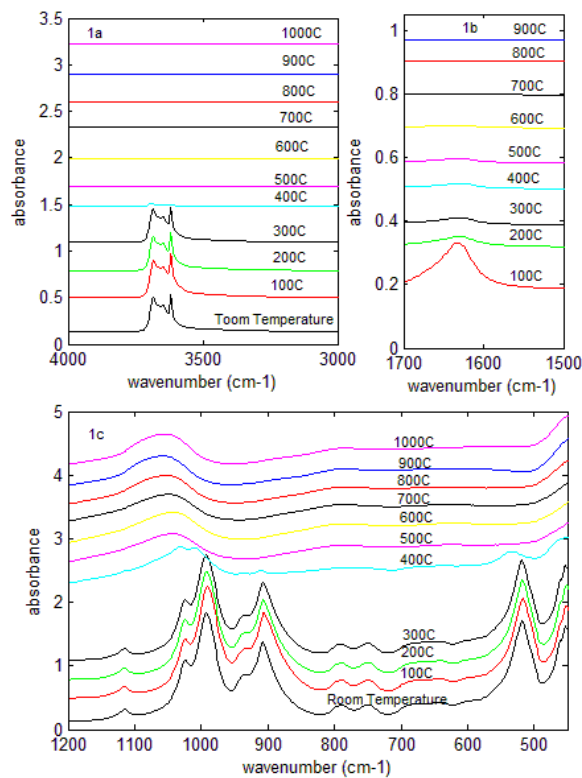 1a
1000C
900C
800C
700C
600C
500C
400C
300C
200C
100C
Toom Temperature
3.5
3
2.5
2
1.5
1
0.5
0
absorbance
4000 3500 3000
wavenumber (cm-1)
1b
900C
800C
700C
600C
500C
400C
300C
200C
100C
1
0.8
0.6
0.4
0.2
0
absorbance
1700 1600 1500
wavenumber (cm-1)
1c
1000C
900C
800C
700C
600C
500C
400C
300C
200C
100C
Room Temperature
5
4
3
2
1
0
absorbance
1200 1100 1000 900 800 700 600 500
wavenumber (cm-1)